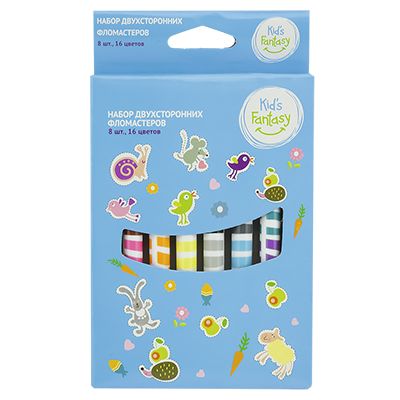 НАБОР ДВУХСТОРОННИХ
ФЛОМАСТЕРОВ
8 шт., 16 цветов
Kid's
Fantasy
НАБОР ДВУХСТОРОННИХ
ФЛОМАСТЕРОВ
8 шт., 16 цветов
Kid's
Fantasy